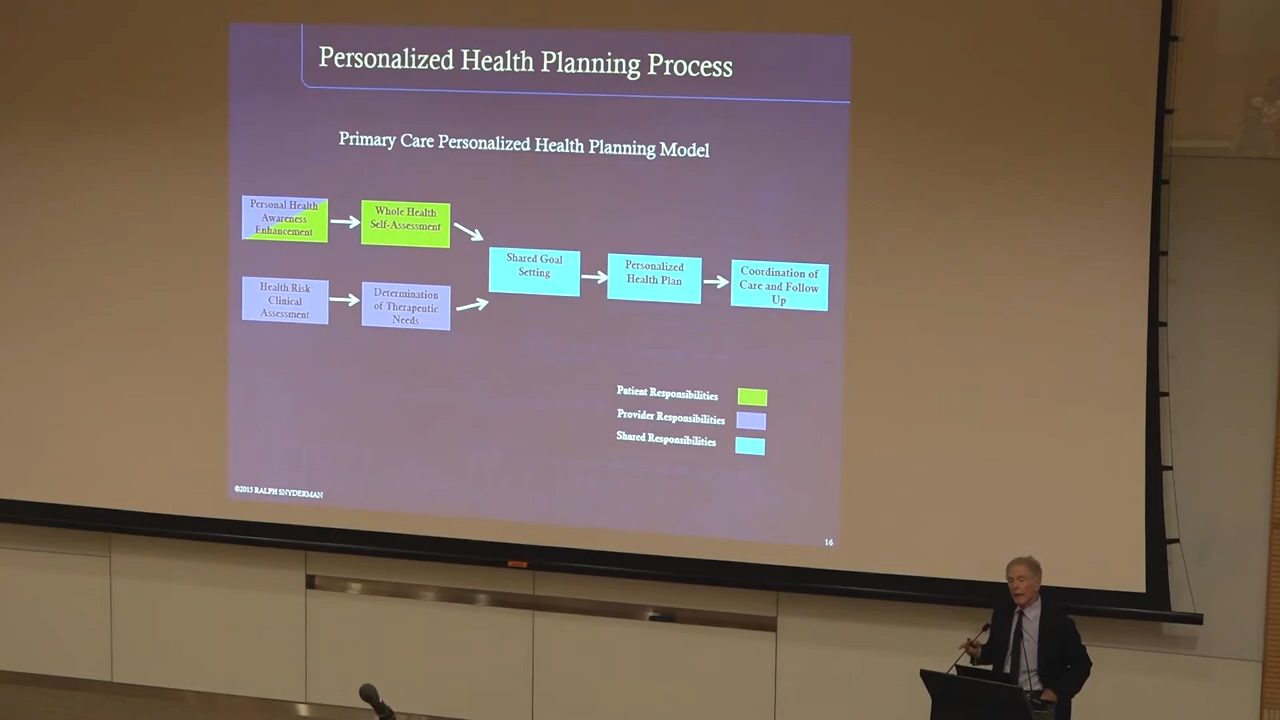 Personalized Health Planning Process
Primary Care Personalized Health Planning Model
Personal Health
Awareness
Enhancement
Whole Health
Self-Assessment
Health Risk
Clinical
Assessment
Determination
of Therapeutic
Needs
Shared Goal
Setting
Personalized
Health Plan
Coordination of
Care and Follow
Up
Patient Responsibilities
Provider Responsibilities
Shared Responsibilities
©2015 RALPH SNYDERMAN
16